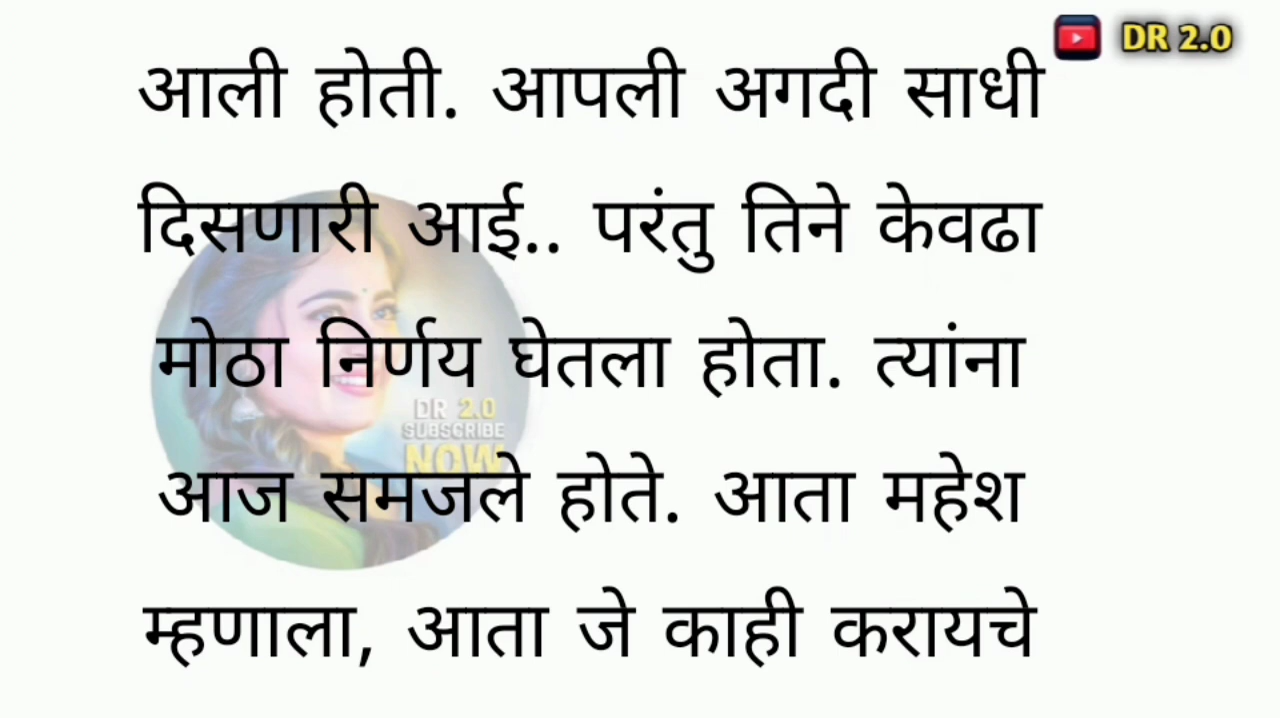 DR 2.0
आली होती. आपली अगदी साधी
दिसणारी आई.. परंतु तिने केवढा
मोठा निर्णय घेतला होता. त्यांना
DR 2.0
SUBSCRIBE
NOW
आज समजले होते. आता महेश
म्हणाला, आता जे काही करायचे